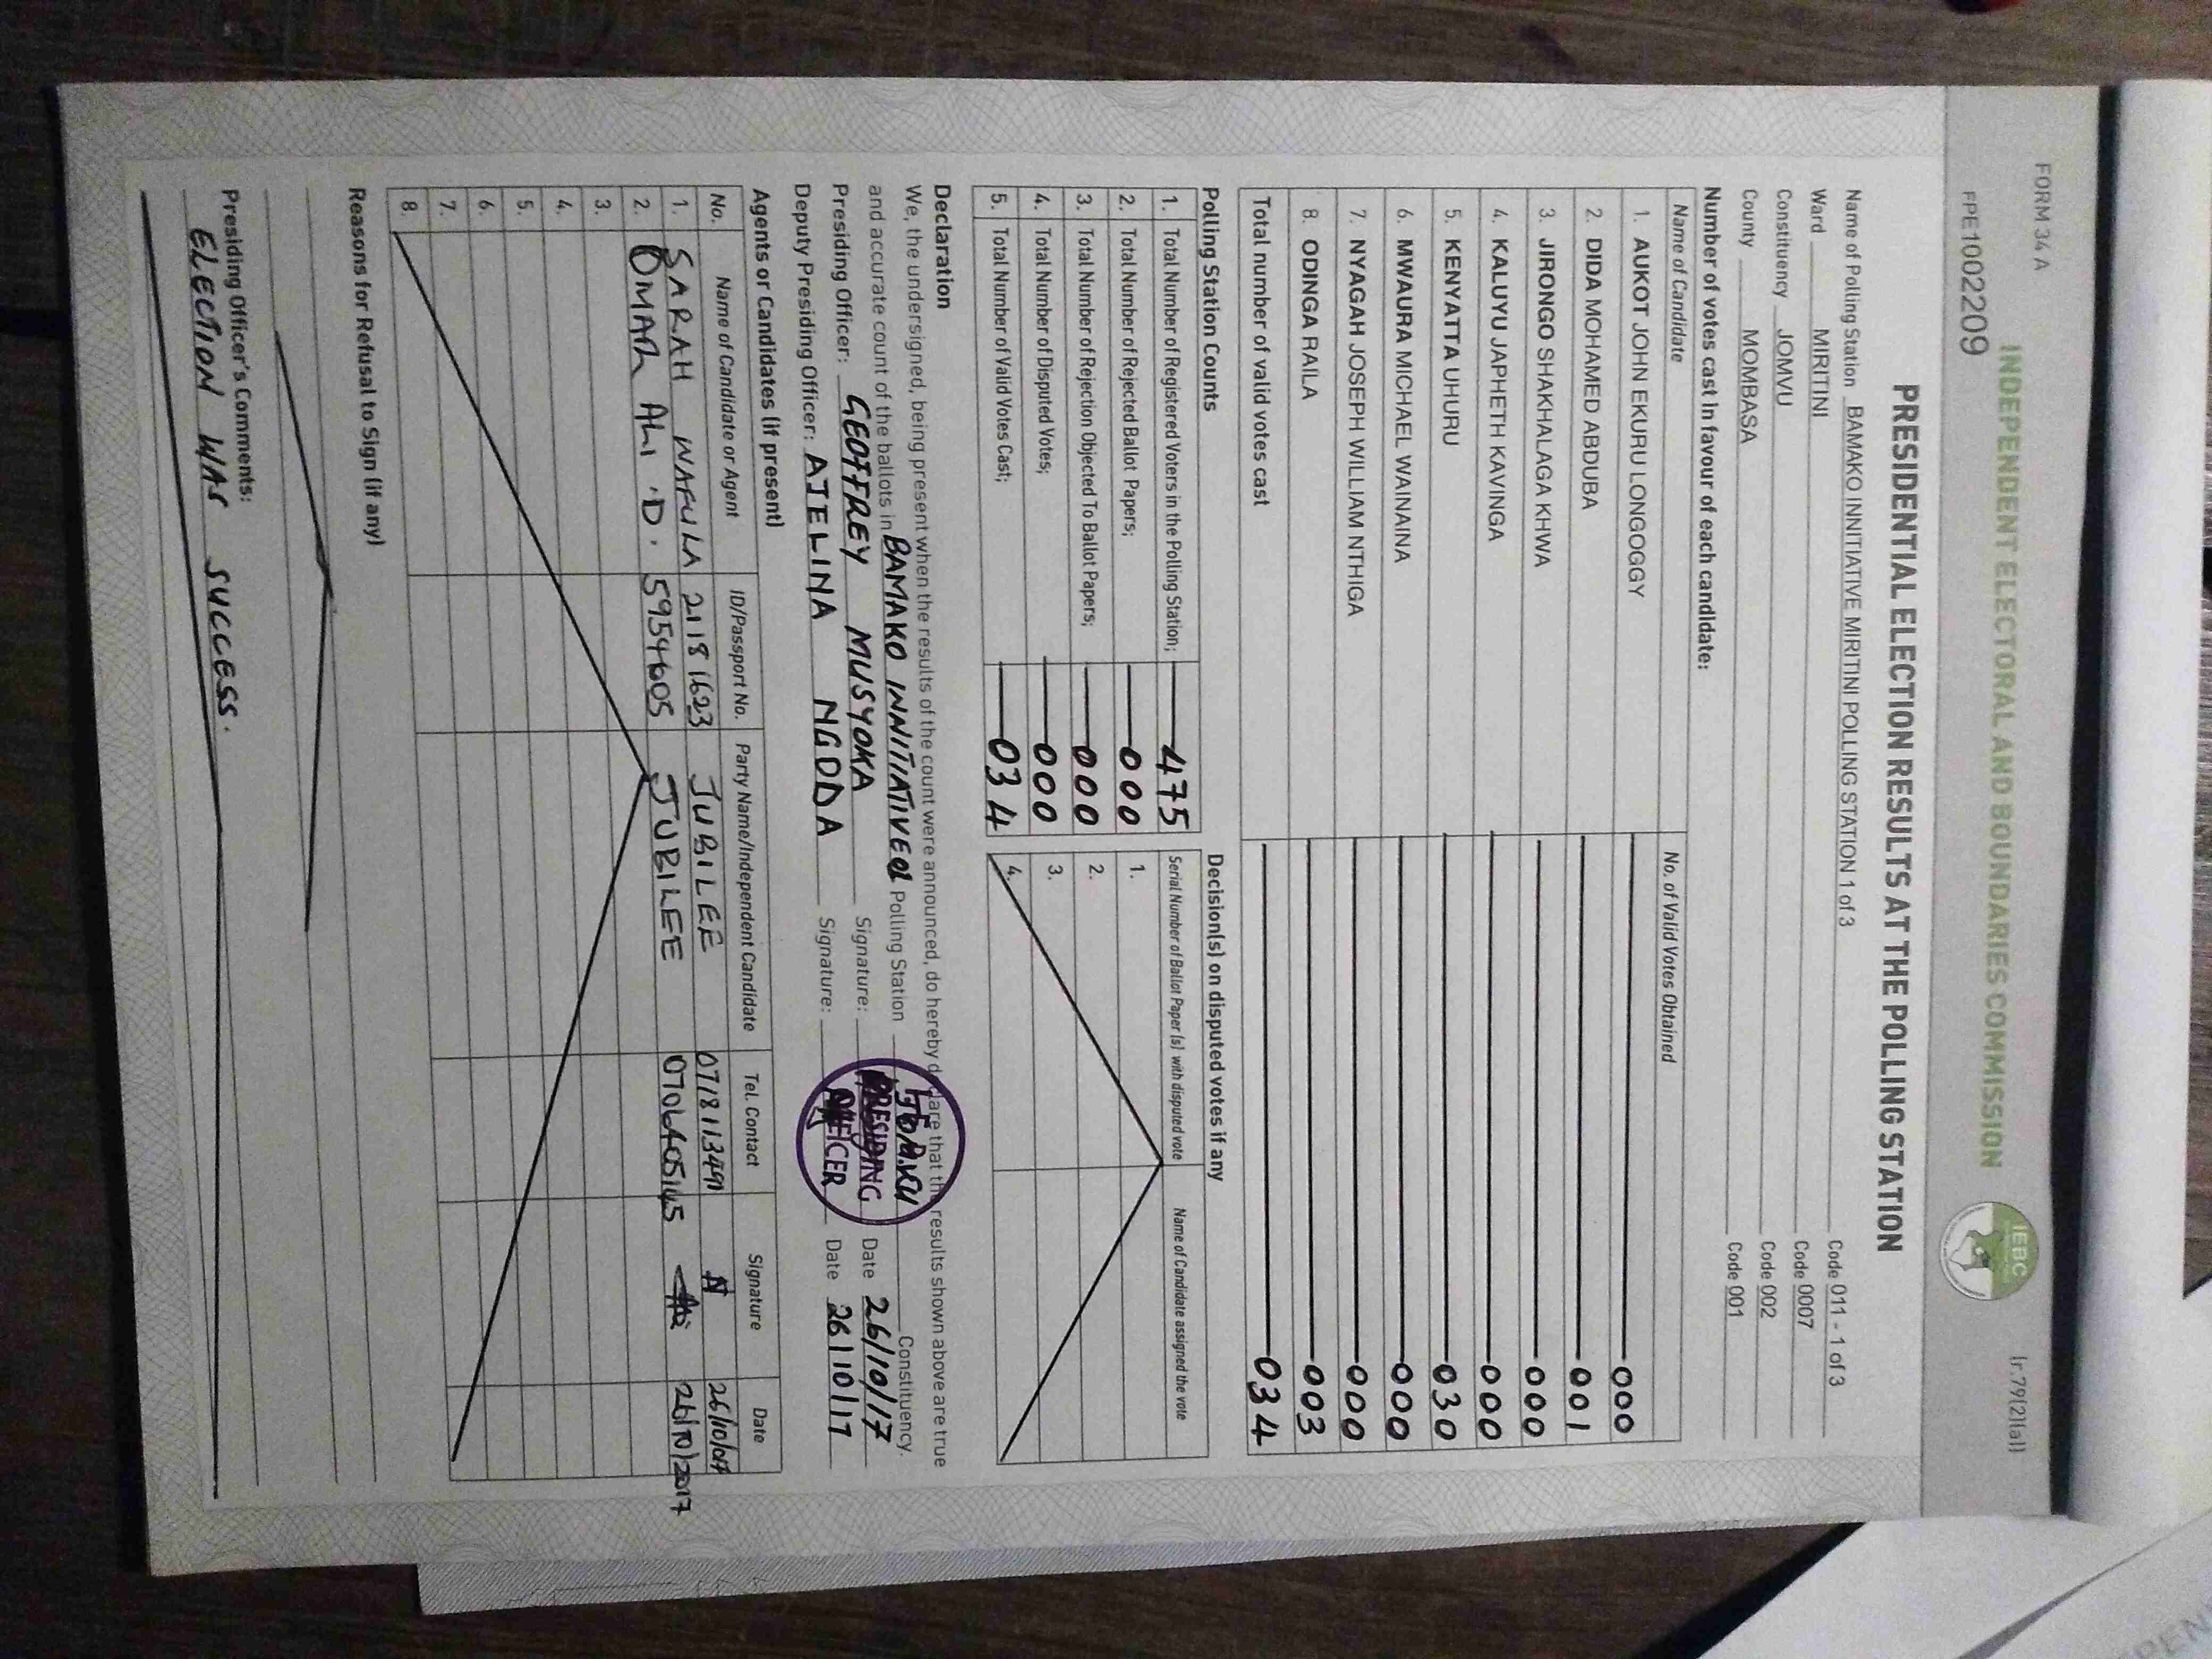 FORM 34 A
(r.79(2)(a))
INDEPENDENT ELECTORAL AND BOUNDARIES COMMISSION
IEBC
FPE1002209
PRESIDENTIAL ELECTION RESULTS AT THE POLLING STATION
Name of Polling Station BAMAKO INNITIATIVE MIRITINI POLLING STATION 1 of 3 Code 011 - 1 of 3
Ward MIRITINI Code 0007
Constituency JOMVU Code 002
County MOMBASA Code 001
Number of votes cast in favour of each candidate:
Name of Candidate No. of Valid Votes Obtained
1. AUKOT JOHN EKURU LONGOGGY 000
2. DIDA MOHAMED ABDUBA 001
3. JIRONGO SHAKHALAGA KHWA 000
4. KALUYU JAPHETH KAVINGA 000
5. KENYATTA UHURU 030
6. MWAURA MICHAEL WAINAINA 000
7. NYAGAH JOSEPH WILLIAM NTHIGA 000
8. ODINGA RAILA 003
Total number of valid votes cast 034
Polling Station Counts
1. Total Number of Registered Voters in the Polling Station; 475
2. Total Number of Rejected Ballot Papers; 000
3. Total Number of Rejection Objected To Ballot Papers; 000
4. Total Number of Disputed Votes; 000
5. Total Number of Valid Votes Cast; 034
Decision(s) on disputed votes if any
Serial Number of Ballot Paper (s) with disputed vote Name of Candidate assigned the vote
1.
2.
3.
4.
Declaration
We, the undersigned, being present when the results of the count were announced, do hereby declare that the results shown above are true
and accurate count of the ballots in BAMAKO INNITIATIVE 01 Polling Station Constituency.
Presiding Officer: GEOFFREY MUSYOKA Signature: Date 26/10/17
Deputy Presiding Officer: AJELINA NGODA Signature: Date 26/10/17
PRESIDING
OFFICER
Agents or Candidates (if present)
No. Name of Candidate or Agent ID/Passport No. Party Name/Independent Candidate Tel. Contact Signature Date
1. SARAH WAFULA 21181623 JUBILEE
2. OMAR ALI .D. 5954605 JUBILEE 26/10/2017
3.
4.
5.
6.
7.
8.
Reasons for Refusal to Sign (if any)
Presiding Officer's Comments:
ELECTION WAS SUCCESS.